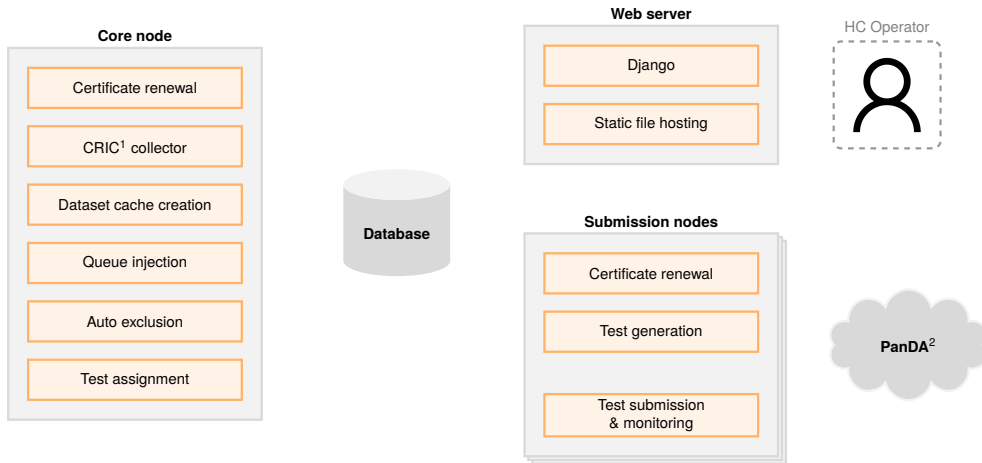 Core node
Certificate renewal
CRIC¹ collector
Dataset cache creation
Queue injection
Auto exclusion
Test assignment
Database
Web server
Django
Static file hosting
HC Operator
Submission nodes
Certificate renewal
Test generation
Test submission
& monitoring
PanDA²